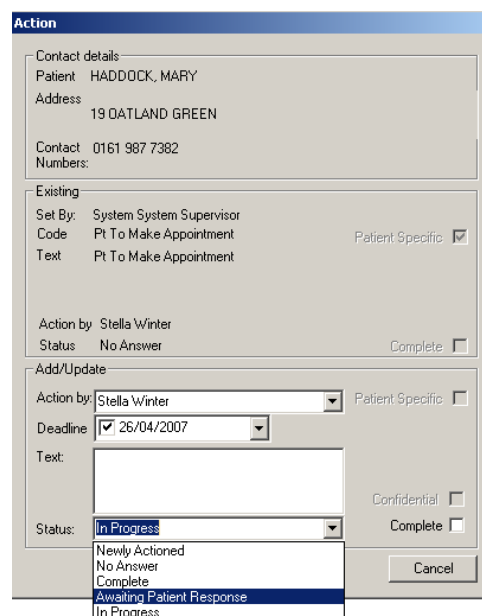 Action
Contact details
Patient HADDOCK, MARY
Address
19 OATLAND GREEN
Contact Numbers: 0161 987 7382
Existing
Set By: System System Supervisor
Code Pt To Make Appointment Patient Specific
Text Pt To Make Appointment
Action by Stella Winter
Status No Answer Complete
Add/Update
Action by: Stella Winter Patient Specific
Deadline 26/04/2007
Text:
Confidential
Status: In Progress Complete
Newly Actioned
No Answer
Complete
Awaiting Patient Response
In Progress
Cancel